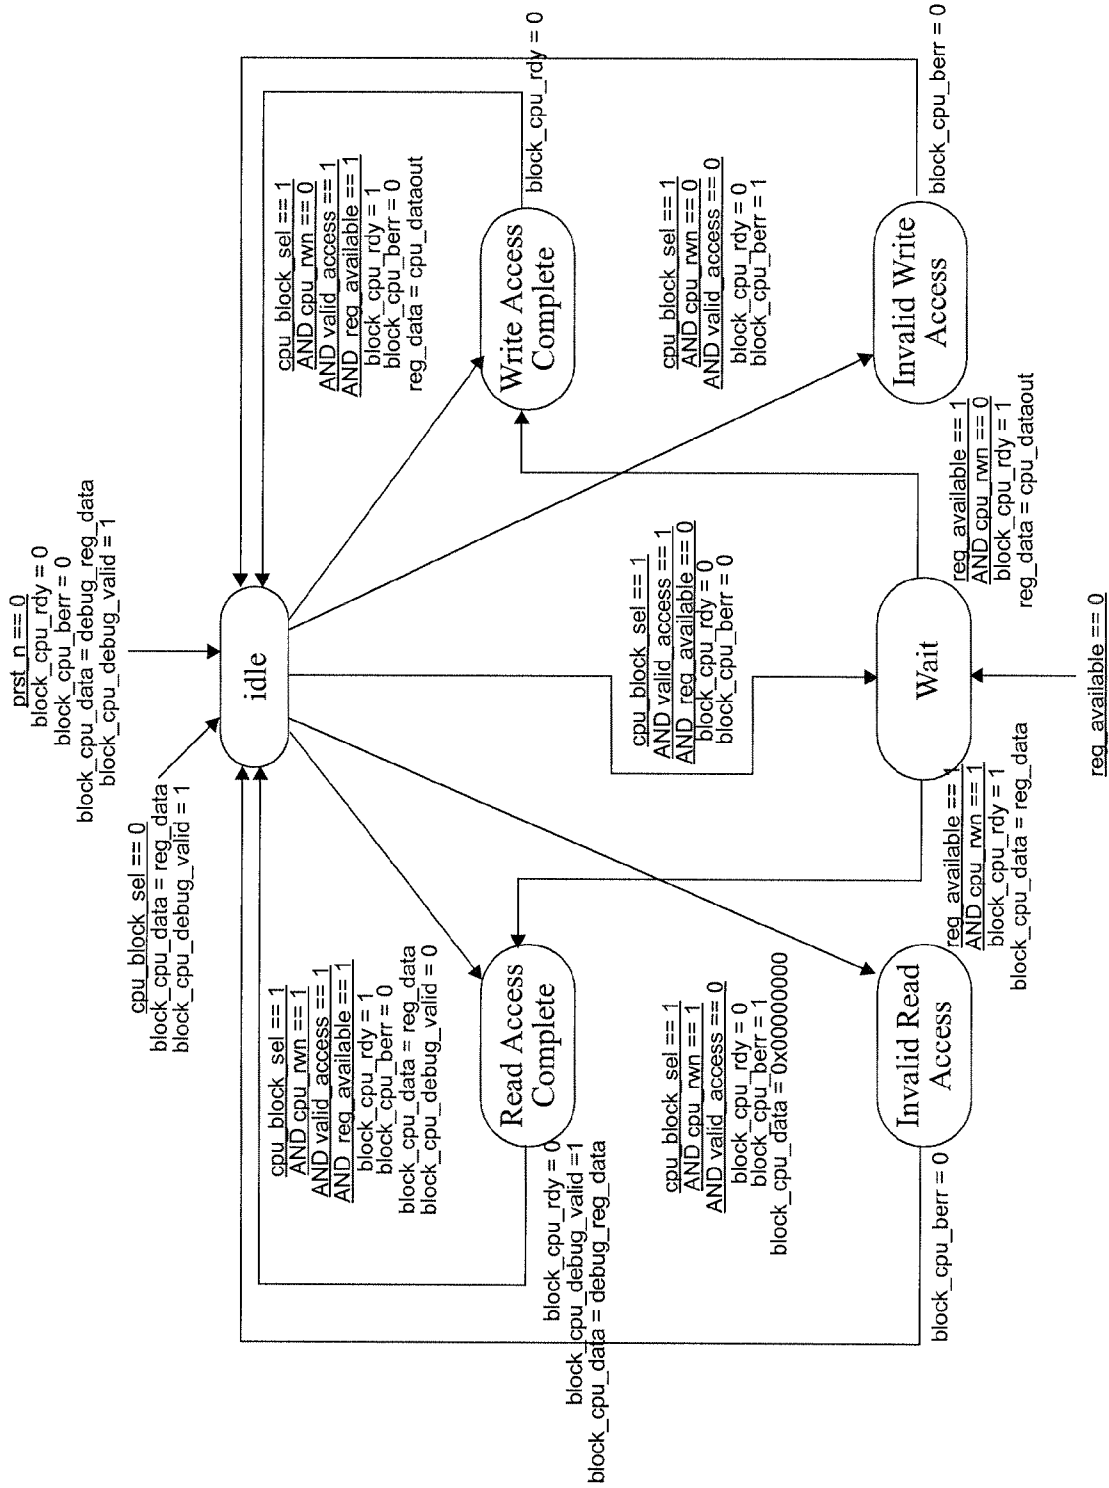 prst_n == 0
block_cpu_rdy = 0
block_cpu_berr = 0
block_cpu_data = debug_reg_data
block_cpu_debug_valid = 1
cpu_block_sel == 0
block_cpu_data = reg_data
block_cpu_debug_valid = 1
idle
cpu_block_sel == 1
AND cpu_rwn == 1
AND valid_access == 1
AND reg_available == 1
block_cpu_rdy = 1
block_cpu_berr = 0
block_cpu_data = reg_data
block_cpu_debug_valid = 0
cpu_block_sel == 1
AND cpu_rwn == 0
AND valid_access == 1
AND reg_available == 1
block_cpu_rdy = 1
block_cpu_berr = 0
reg_data = cpu_dataout
Read Access
Complete
block_cpu_rdy = 0
block_cpu_debug_valid =1
block_cpu_data = debug_reg_data
Write Access
Complete
block_cpu_rdy = 0
cpu_block_sel == 1
AND cpu_rwn == 1
AND valid_access == 0
block_cpu_rdy = 0
block_cpu_berr = 1
block_cpu_data = 0x00000000
cpu_block_sel == 1
AND valid_access == 1
AND reg_available == 0
block_cpu_rdy = 0
block_cpu_berr = 0
cpu_block_sel == 1
AND cpu_rwn == 0
AND valid_access == 0
block_cpu_rdy = 0
block_cpu_berr = 1
Invalid Read
Access
block_cpu_berr = 0
Wait
Invalid Write
Access
block_cpu_berr = 0
reg_available == 1
AND cpu_rwn == 1
block_cpu_rdy = 1
block_cpu_data = reg_data
reg_available == 1
AND cpu_rwn == 0
block_cpu_rdy = 1
reg_data = cpu_dataout
reg_available == 0